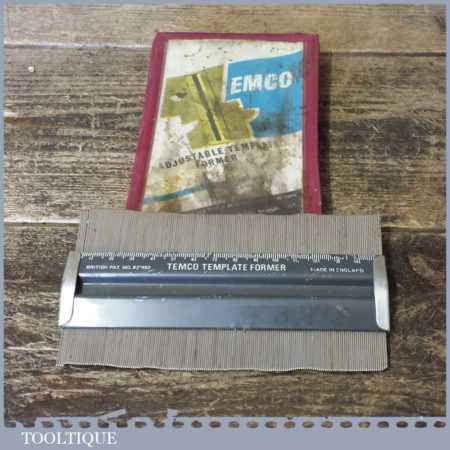 EMCO
ADJUSTABLE TEMPLATE
FORMER
TEMCO TEMPLATE FORMER
BRITISH PAT. NO.
MADE IN ENGLAND
TOOLTIQUE